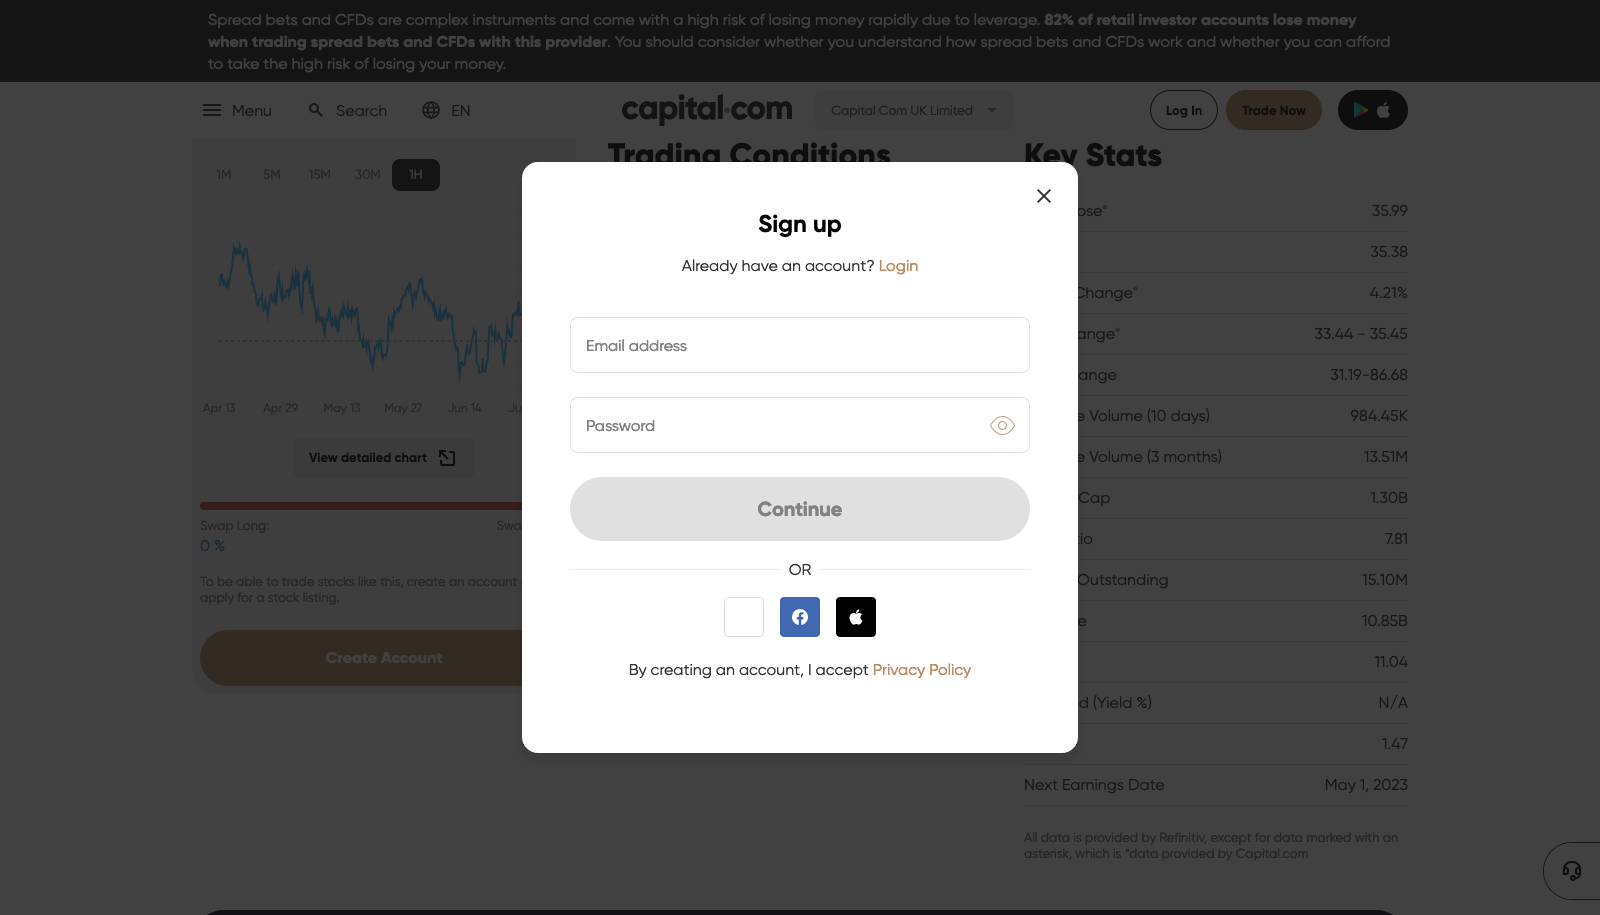 Spread bets and CFDs are complex instruments and come with a high risk of losing money rapidly due to leverage. 82% of retail investor accounts lose money
when trading spread bets and CFDs with this provider. You should consider whether you understand how spread bets and CFDs work and whether you can afford
to take the high risk of losing your money.
Menu Search EN capital.com Capital Com UK Limited Log In Trade Now
Trading Conditions
Key Stats
1M 5M 15M 30M 1H
Apr 13 Apr 29 May 13 May 27 Jun 14
View detailed chart
Swap Long:
0 %
To be able to trade stocks like this, create an account
apply for a stock listing.
Create Account
Sign up
Already have an account? Login
Email address
Password
Continue
OR
By creating an account, I accept Privacy Policy
35.99
35.38
Change* 4.21%
33.44 - 35.45
31.19-86.68
Volume (10 days) 984.45K
Volume (3 months) 13.51M
Cap 1.30B
7.81
Outstanding 15.10M
10.85B
11.04
(Yield %) N/A
1.47
Next Earnings Date May 1, 2023
All data is provided by Refinitiv, except for data marked with an
asterisk, which is *data provided by Capital.com